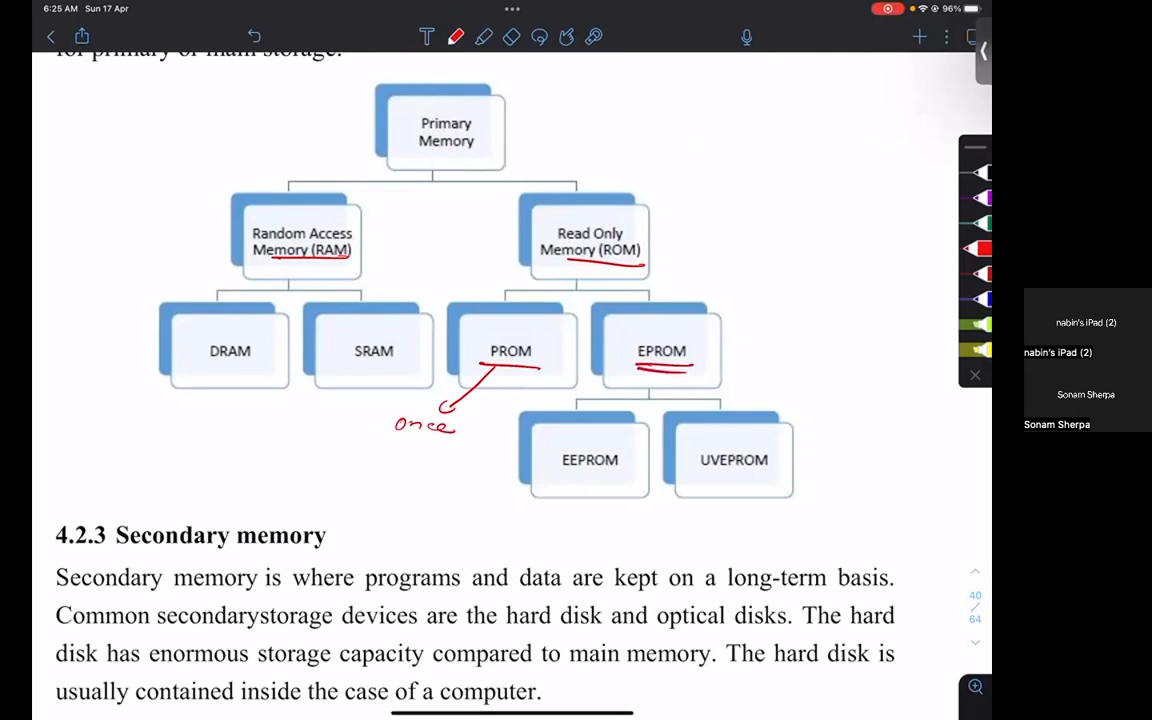 6:25 AM Sun 17 Apr
96%
for primary or main storage.
Primary
Memory
Random Access
Memory (RAM)
Read Only
Memory (ROM)
DRAM
SRAM
PROM
EPROM
once
EEPROM
UVEPROM
4.2.3 Secondary memory
Secondary memory is where programs and data are kept on a long-term basis.
Common secondarystorage devices are the hard disk and optical disks. The hard
disk has enormous storage capacity compared to main memory. The hard disk is
usually contained inside the case of a computer.
40
/
64
nabin's iPad (2)
nabin's iPad (2)
Sonam Sherpa
Sonam Sherpa